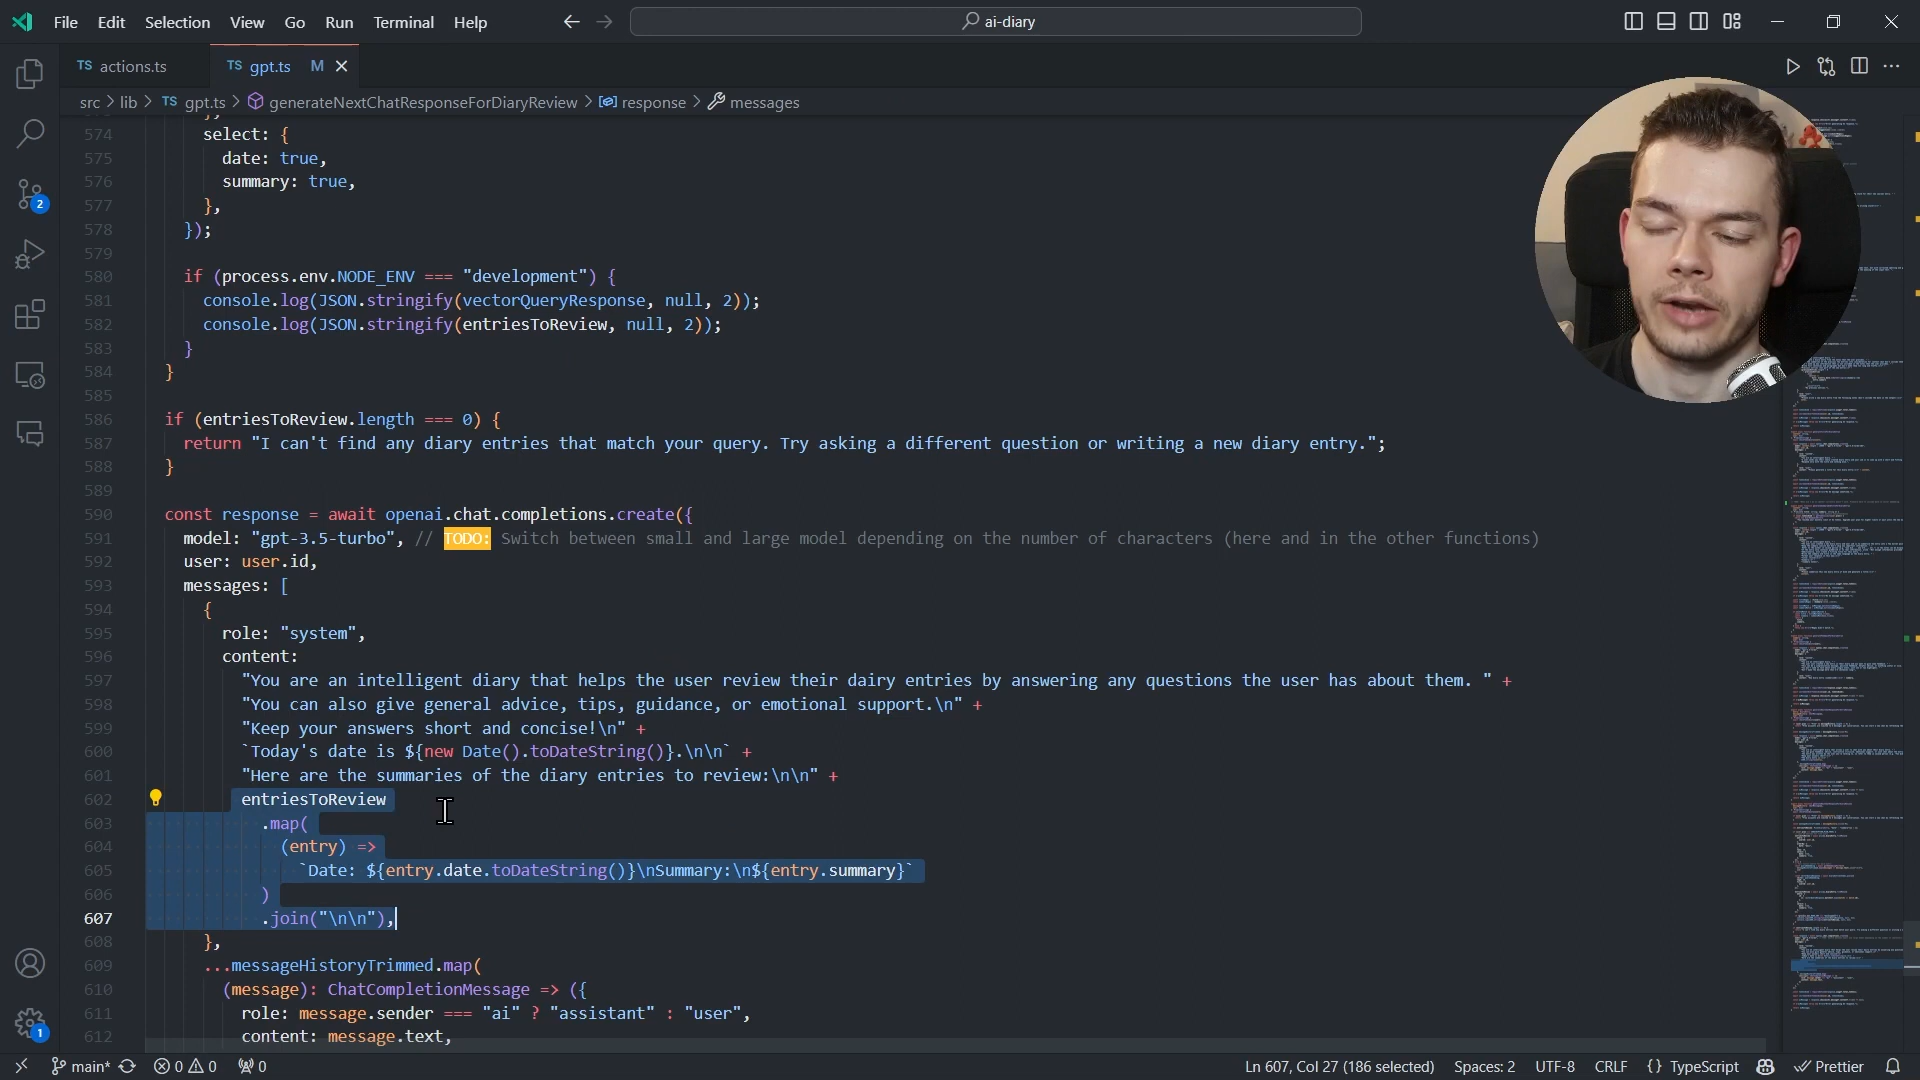 File Edit Selection View Go Run Terminal Help
ai-diary
TS actions.ts
TS gpt.ts M
src > lib > TS gpt.ts > generateNextChatResponseForDiaryReview > response > messages
574 select: {
575 date: true,
576 summary: true,
577 },
578 });
579
580 if (process.env.NODE_ENV === "development") {
581 console.log(JSON.stringify(vectorQueryResponse, null, 2));
582 console.log(JSON.stringify(entriesToReview, null, 2));
583 }
584 }
585
586 if (entriesToReview.length === 0) {
587 return "I can't find any diary entries that match your query. Try asking a different question or writing a new diary entry.";
588 }
589
590 const response = await openai.chat.completions.create({
591 model: "gpt-3.5-turbo", // TODO: Switch between small and large model depending on the number of characters (here and in the other functions)
592 user: user.id,
593 messages: [
594 {
595 role: "system",
596 content:
597 "You are an intelligent diary that helps the user review their dairy entries by answering any questions the user has about them. " +
598 "You can also give general advice, tips, guidance, or emotional support.\n" +
599 "Keep your answers short and concise!\n" +
600 `Today's date is ${new Date().toDateString()}.\n\n` +
601 "Here are the summaries of the diary entries to review:\n\n" +
602 entriesToReview
603 .map(
604 (entry) =>
605 `Date: ${entry.date.toDateString()}\nSummary:\n${entry.summary}`
606 )
607 .join("\n\n"),
608 },
609 ...messageHistoryTrimmed.map(
610 (message): ChatCompletionMessage => ({
611 role: message.sender === "ai" ? "assistant" : "user",
612 content: message.text,
2
1
main* 0 0 0
Ln 607, Col 27 (186 selected) Spaces: 2 UTF-8 CRLF {} TypeScript Prettier